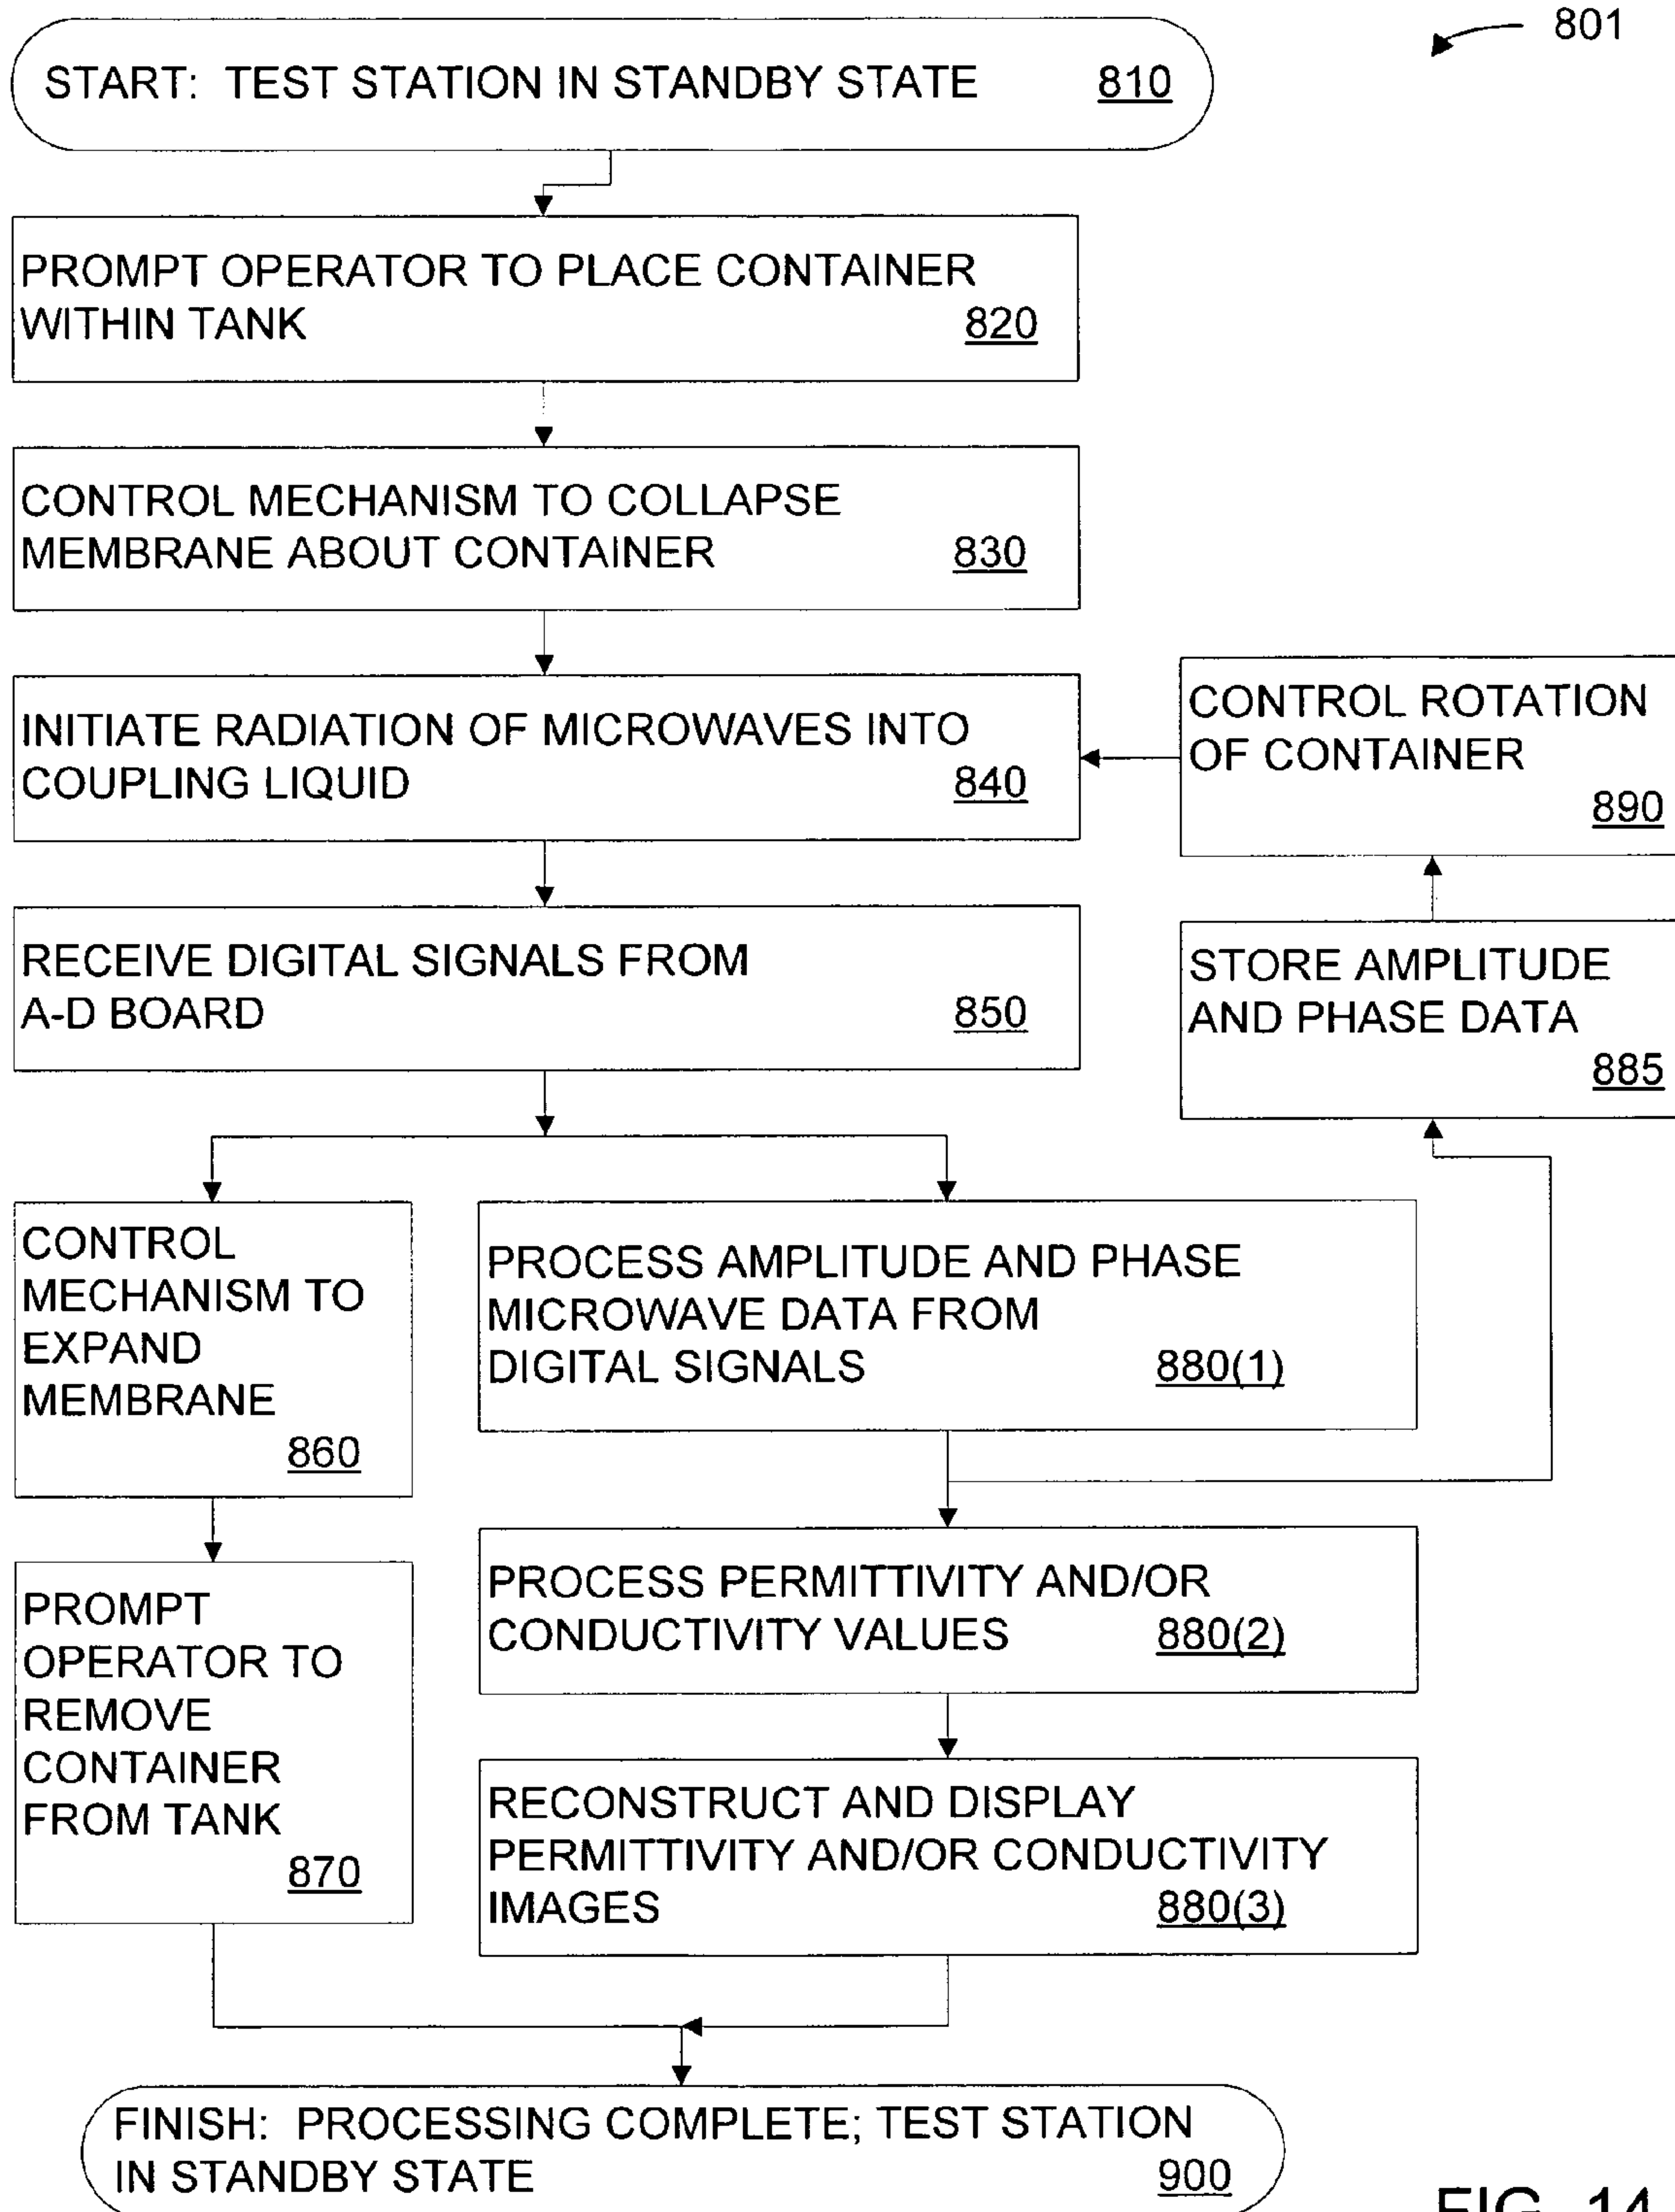 801
START: TEST STATION IN STANDBY STATE 810
PROMPT OPERATOR TO PLACE CONTAINER
WITHIN TANK 820
CONTROL MECHANISM TO COLLAPSE
MEMBRANE ABOUT CONTAINER 830
INITIATE RADIATION OF MICROWAVES INTO
COUPLING LIQUID 840
CONTROL ROTATION
OF CONTAINER
890
RECEIVE DIGITAL SIGNALS FROM
A-D BOARD 850
STORE AMPLITUDE
AND PHASE DATA
885
CONTROL
MECHANISM TO
EXPAND
MEMBRANE
860
PROCESS AMPLITUDE AND PHASE
MICROWAVE DATA FROM
DIGITAL SIGNALS 880(1)
PROMPT
OPERATOR TO
REMOVE
CONTAINER
FROM TANK
870
PROCESS PERMITTIVITY AND/OR
CONDUCTIVITY VALUES 880(2)
RECONSTRUCT AND DISPLAY
PERMITTIVITY AND/OR CONDUCTIVITY
IMAGES 880(3)
FINISH: PROCESSING COMPLETE; TEST STATION
IN STANDBY STATE 900
FIG. 14